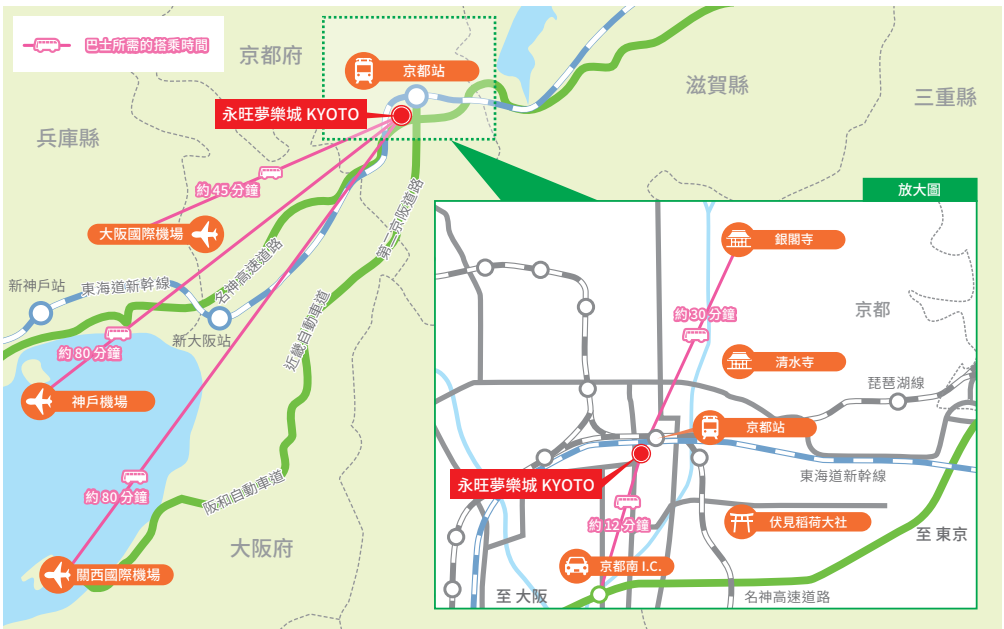 巴士所需的搭乘時間
京都府
京都站
滋賀縣
三重縣
永旺夢樂城 KYOTO
兵庫縣
約 45 分鐘
大阪國際機場
第二京阪道路
名神高速道路
新神戶站
東海道新幹線
新大阪站
近畿自動車道
約 80 分鐘
神戶機場
約 80 分鐘
阪和自動車道
大阪府
關西國際機場
放大圖
銀閣寺
約 30 分鐘
京都
清水寺
琵琶湖線
京都站
東海道新幹線
永旺夢樂城 KYOTO
約 12 分鐘
伏見稻荷大社
至 東京
京都南 I.C.
至 大阪
名神高速道路